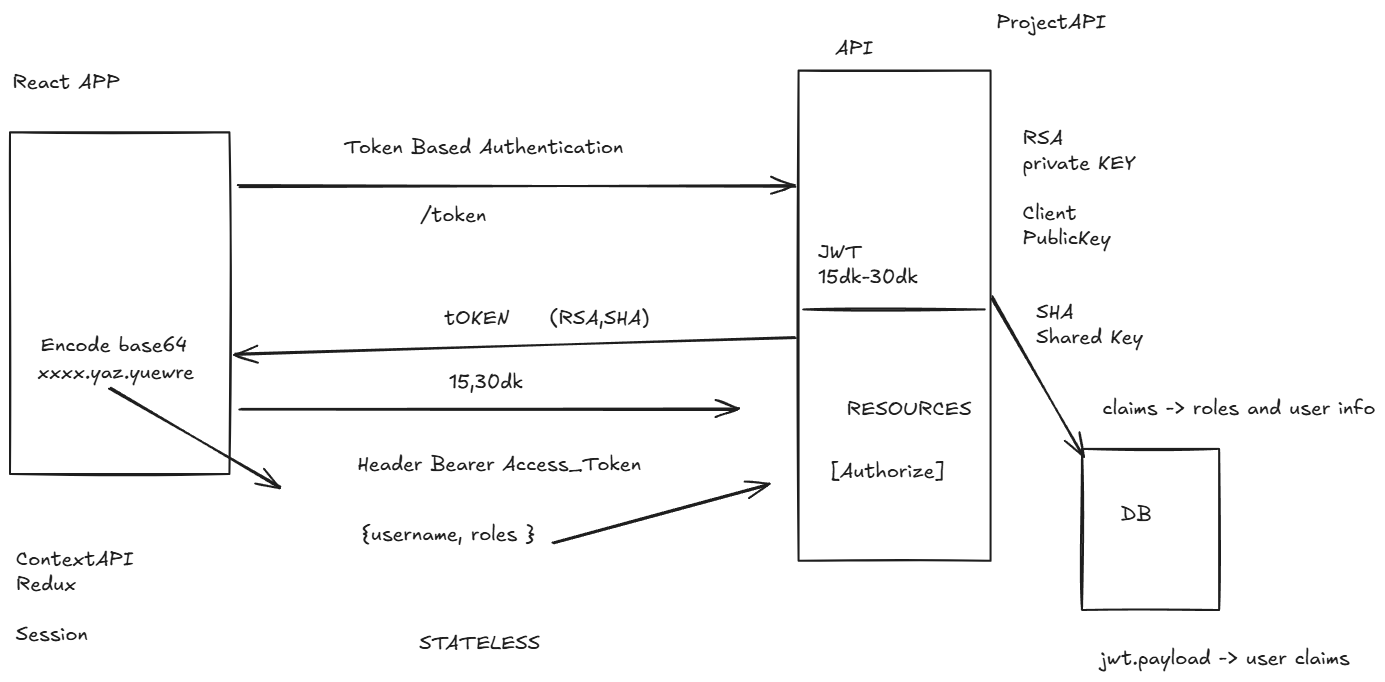 ProjectAPI
API
React APP
Token Based Authentication
/token
RSA
private KEY
Client
PublicKey
JWT
15dk-30dk
tOKEN (RSA,SHA)
SHA
Shared Key
Encode base64
xxxx.yaz.yuewre
15,30dk
RESOURCES
claims -> roles and user info
Header Bearer Access_Token
[Authorize]
{username, roles }
DB
ContextAPI
Redux
Session
STATELESS
jwt.payload -> user claims